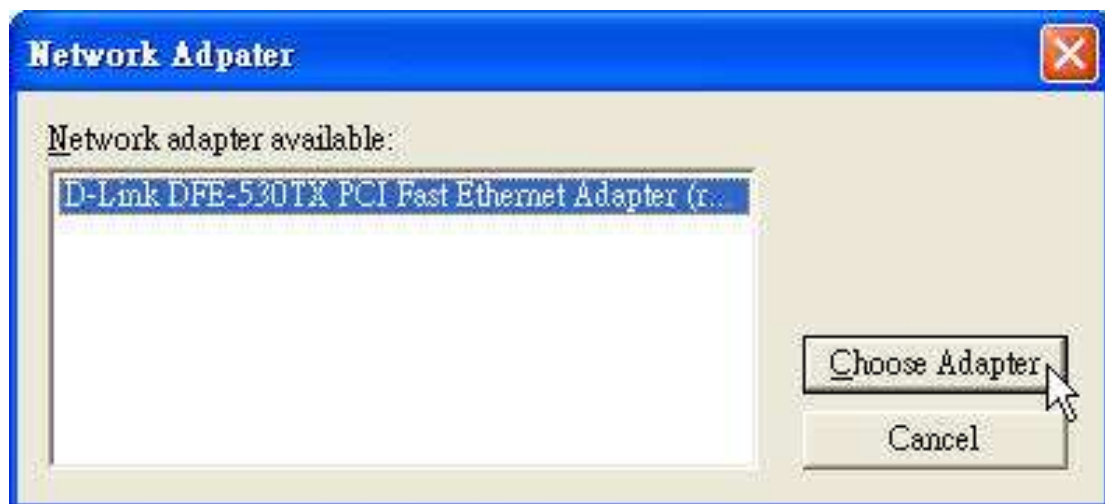 Network Adpater
Network adapter available:
D-Link DFE-530TX PCI Fast Ethernet Adapter (r...
Choose Adapter
Cancel